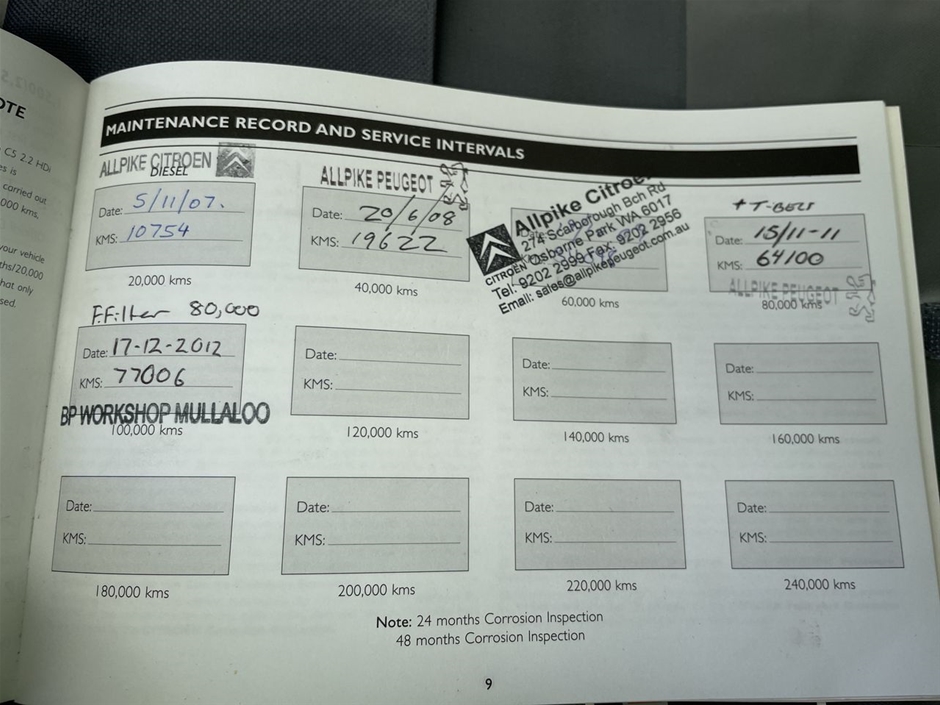 OTE
C5 2.2 HDi
es is
carried out
000 kms,
your vehicle
ths/20,000
hat only
sed.
MAINTENANCE RECORD AND SERVICE INTERVALS
ALLPIKE CITROEN
DIESEL
Date: 5/11/07.
KMS: 10754
20,000 kms
ALLPIKE PEUGEOT
Date: 20/6/08
KMS: 19622
40,000 kms
Allpike Citroen
274 Scarborough Bch Rd
Osborne Park WA 6017
CITROËN
Tel: 9202 2999 Fax: 9202 2956
Email: sales@allpikepeugeot.com.au
60,000 kms
+ T-BELT
Date: 15/11-11
KMS: 64100
ALLPIKE PEUGEOT
80,000 kms
F.Filter 80,000
Date: 17-12-2012
KMS: 77006
BP WORKSHOP MULLALOO
100,000 kms
Date:
KMS:
120,000 kms
Date:
KMS:
140,000 kms
Date:
KMS:
160,000 kms
Date:
KMS:
180,000 kms
Date:
KMS:
200,000 kms
Date:
KMS:
220,000 kms
Date:
KMS:
240,000 kms
Note: 24 months Corrosion Inspection
48 months Corrosion Inspection
9